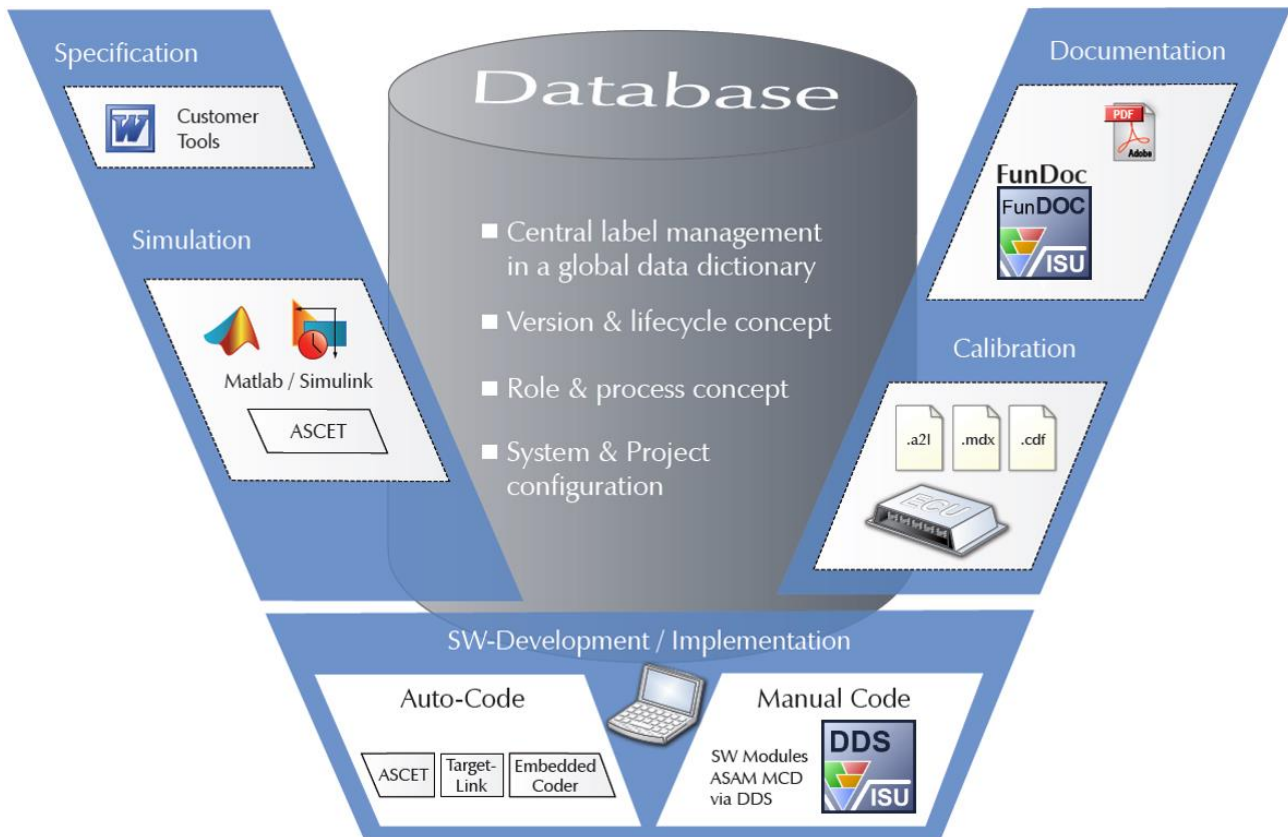 Specification
W
Customer
Tools
Simulation
Matlab / Simulink
ASCET
Database
■ Central label management
in a global data dictionary
■ Version & lifecycle concept
■ Role & process concept
■ System & Project
configuration
Documentation
PDF
Adobe
FunDoc
FunDOC
ISU
Calibration
.a2l
.mdx
.cdf
ECU
SW-Development / Implementation
Auto-Code
ASCET
Target-
Link
Embedded
Coder
Manual Code
SW Modules
ASAM MCD
via DDS
DDS
ISU